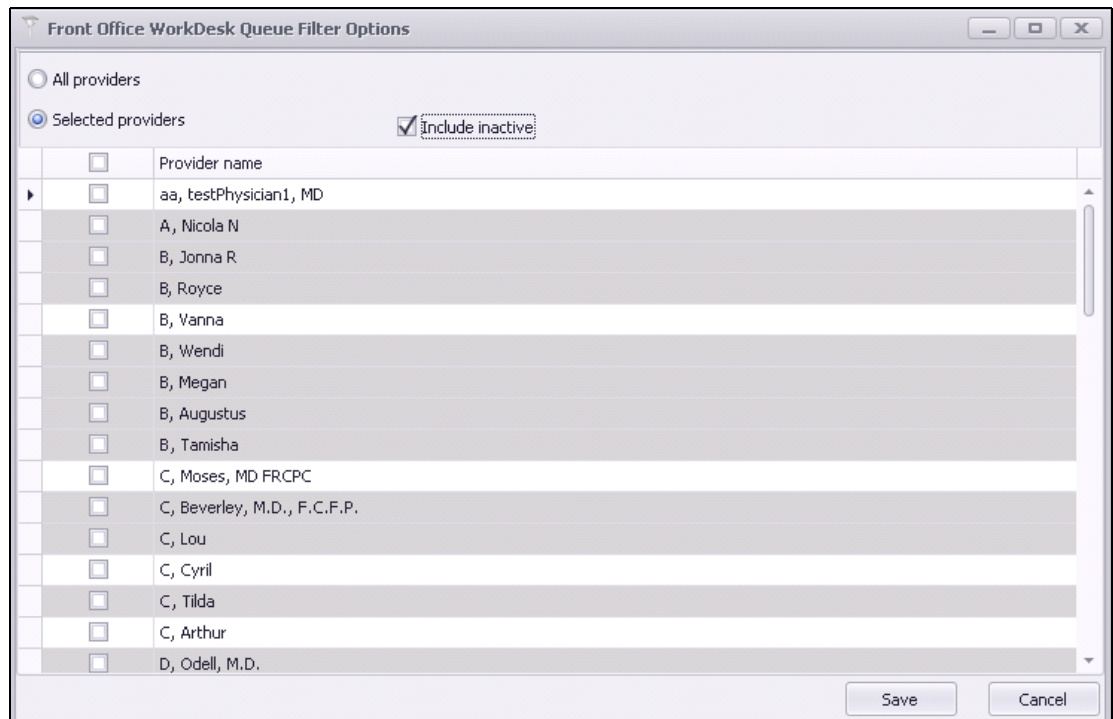 Front Office WorkDesk Queue Filter Options
All providers
Selected providers
Include inactive
Provider name
aa, testPhysician1, MD
A, Nicola N
B, Jonna R
B, Royce
B, Vanna
B, Wendi
B, Megan
B, Augustus
B, Tamisha
C, Moses, MD FRCPC
C, Beverley, M.D., F.C.F.P.
C, Lou
C, Cyril
C, Tilda
C, Arthur
D, Odell, M.D.
Save Cancel